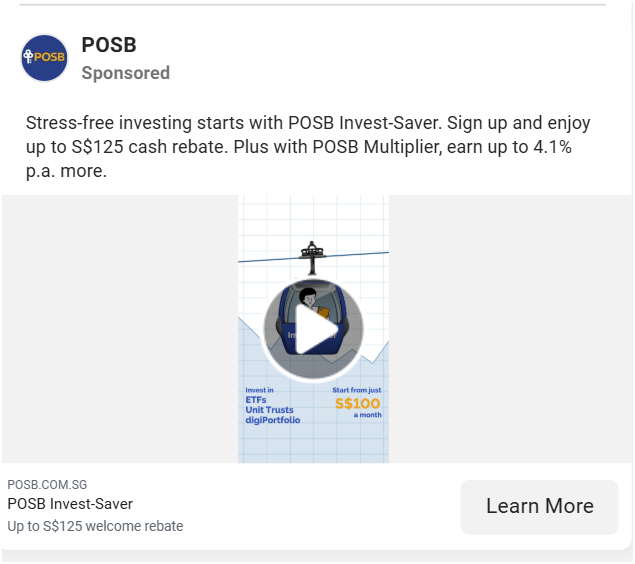 POSB
POSB
Sponsored
Stress-free investing starts with POSB Invest-Saver. Sign up and enjoy
up to S$125 cash rebate. Plus with POSB Multiplier, earn up to 4.1%
p.a. more.
Invest in
ETFs
Unit Trusts
digiPortfolio
Start from just
S$100
a month
POSB.COM.SG
POSB Invest-Saver
Up to S$125 welcome rebate
Learn More